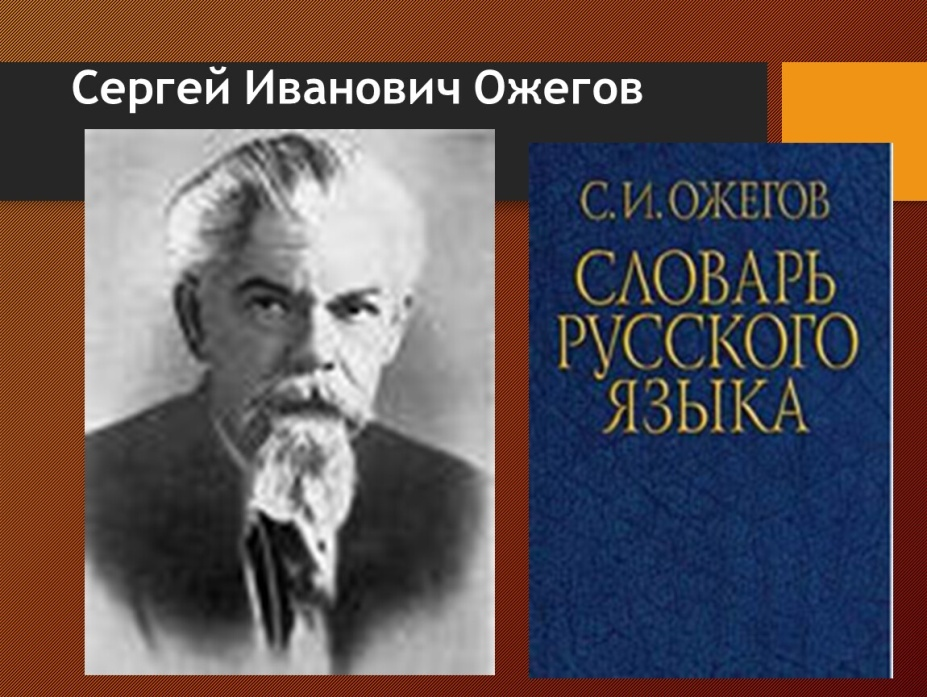 Сергей Иванович Ожегов
С. И. ОЖЕГОВ
СЛОВАРЬ
РУССКОГО
ЯЗЫКА